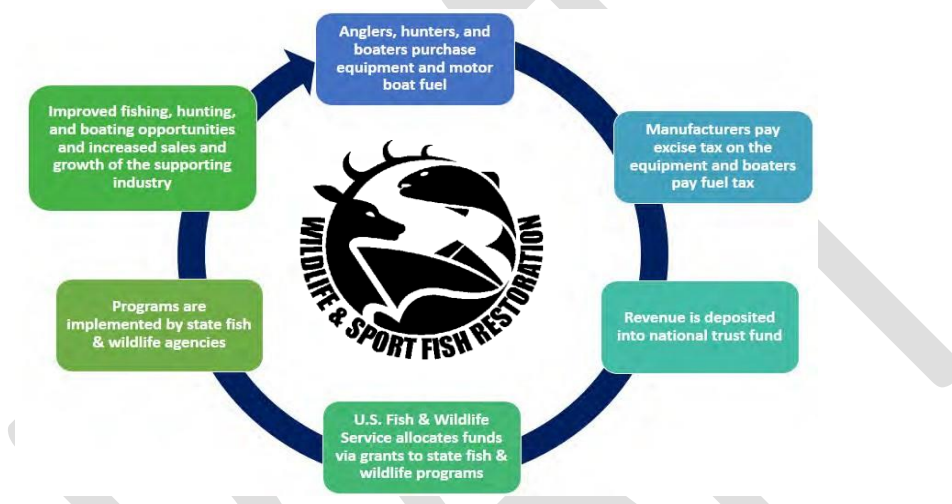 Anglers, hunters, and
boaters purchase
equipment and motor
boat fuel
Manufacturers pay
excise tax on the
equipment and boaters
pay fuel tax
Revenue is deposited
into national trust fund
U.S. Fish & Wildlife
Service allocates funds
via grants to state fish &
wildlife programs
Programs are
implemented by state fish
& wildlife agencies
Improved fishing, hunting,
and boating opportunities
and increased sales and
growth of the supporting
industry
WILDLIFE & SPORT FISH RESTORATION